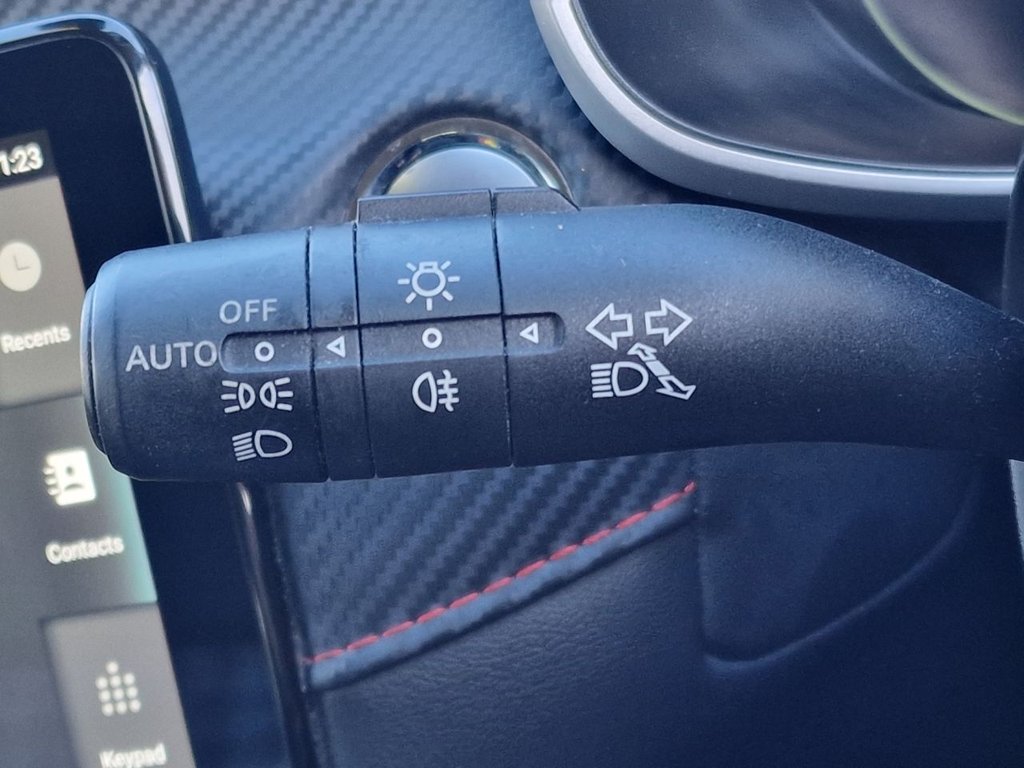 1:23
Recents
Contacts
Keypad
OFF
AUTO